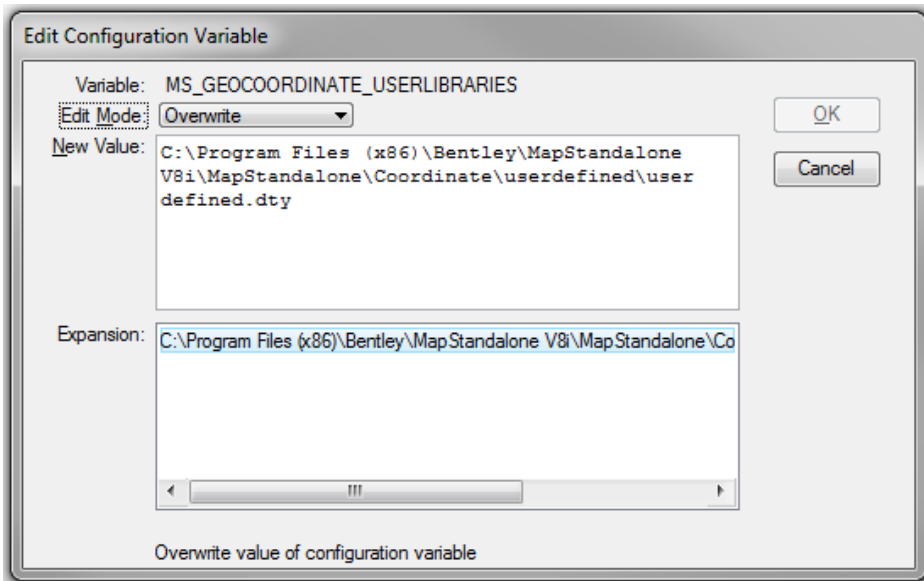 Edit Configuration Variable
Variable: MS_GEOCOORDINATE_USERLIBRARIES
Edit Mode: Overwrite
OK
New Value: C:\Program Files (x86)\Bentley\MapStandalone
V8i\MapStandalone\Coordinate\userdefined\user
defined.dty
Cancel
Expansion: C:\Program Files (x86)\Bentley\MapStandalone V8i\MapStandalone\Co
Overwrite value of configuration variable